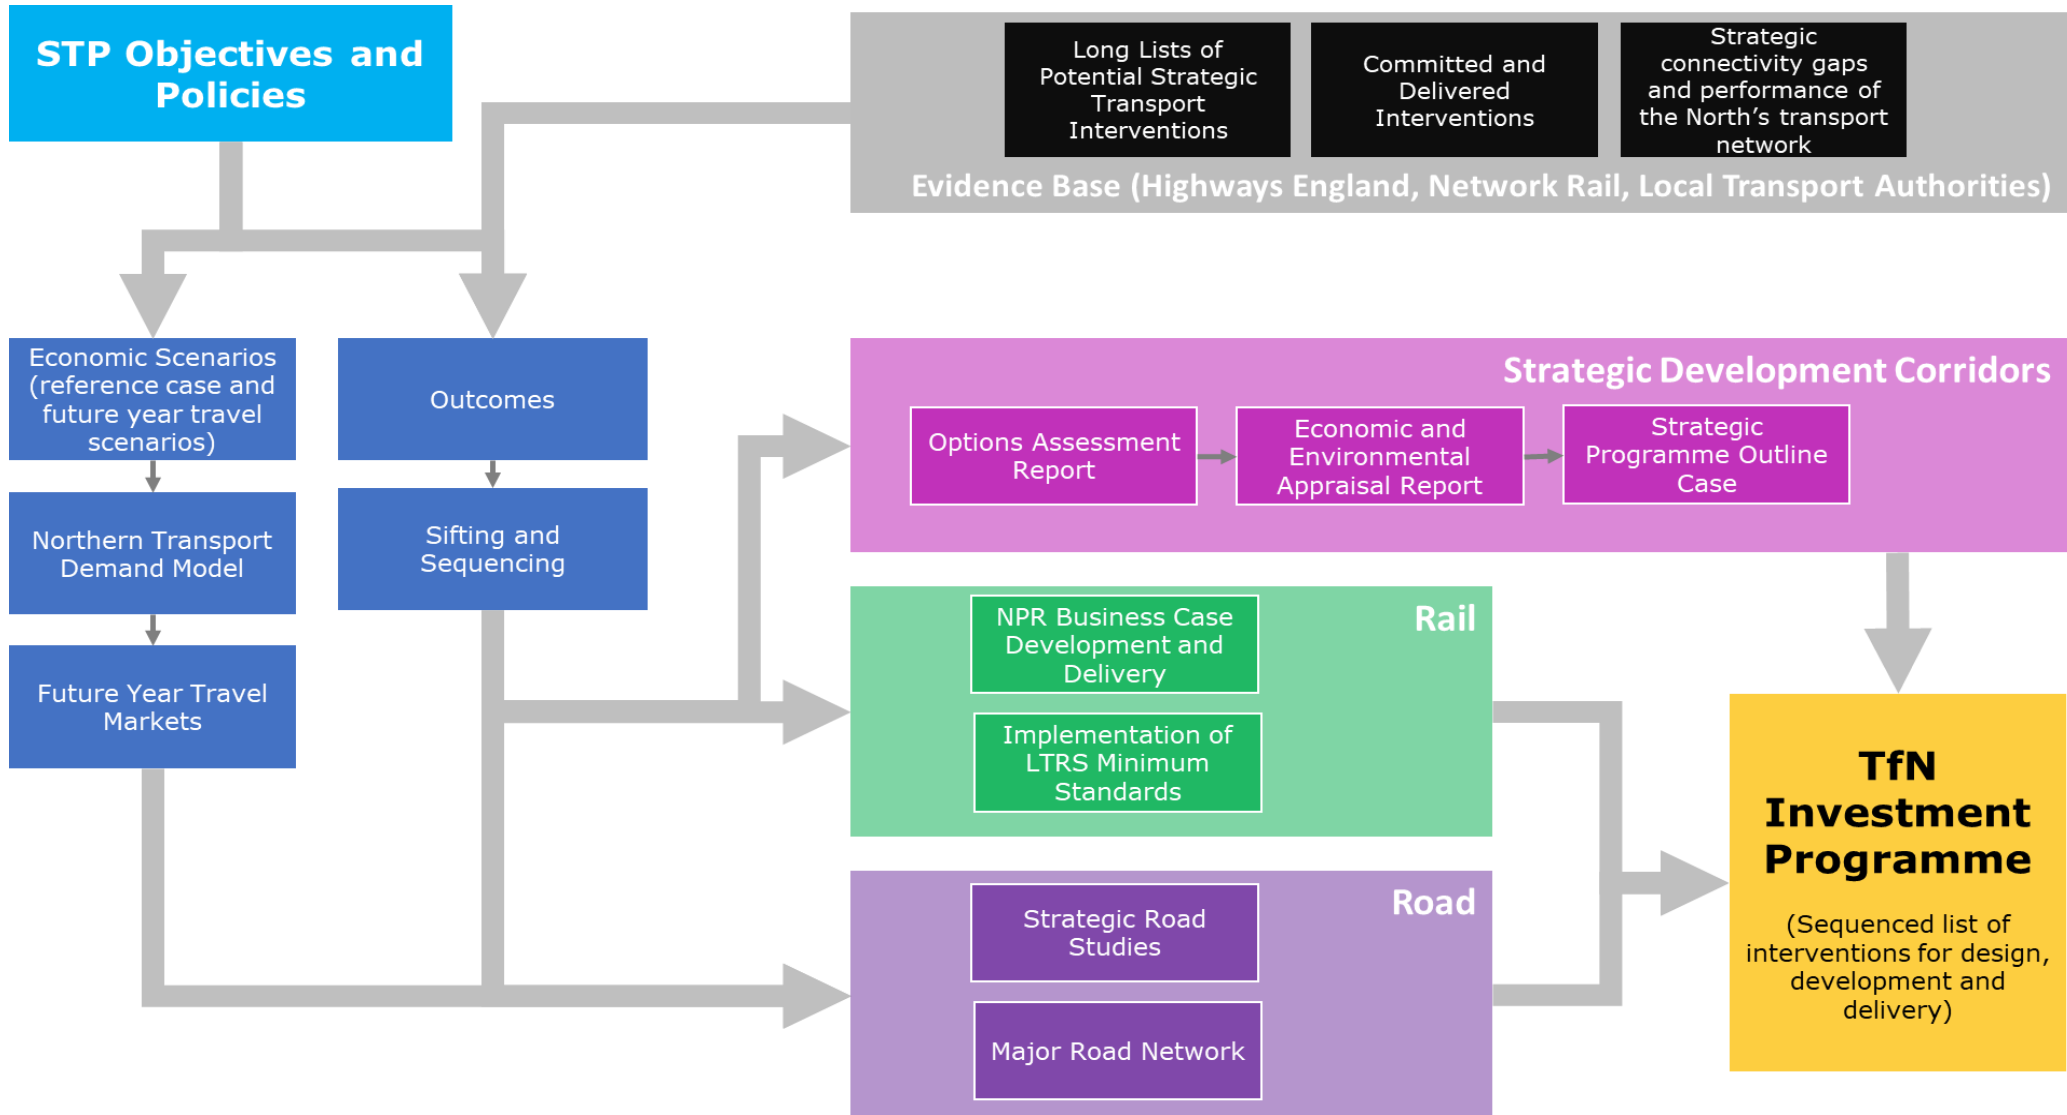 STP Objectives and
Policies
Long Lists of
Potential Strategic
Transport
Interventions
Committed and
Delivered
Interventions
Strategic
connectivity gaps
and performance of
the North’s transport
network
Evidence Base (Highways England, Network Rail, Local Transport Authorities)
Economic Scenarios
(reference case and
future year travel
scenarios)
Northern Transport
Demand Model
Future Year Travel
Markets
Outcomes
Sifting and
Sequencing
Strategic Development Corridors
Options Assessment
Report
Economic and
Environmental
Appraisal Report
Strategic
Programme Outline
Case
Rail
NPR Business Case
Development and
Delivery
Implementation of
LTRS Minimum
Standards
Road
Strategic Road
Studies
Major Road Network
TfN
Investment
Programme
(Sequenced list of
interventions for design,
development and
delivery)